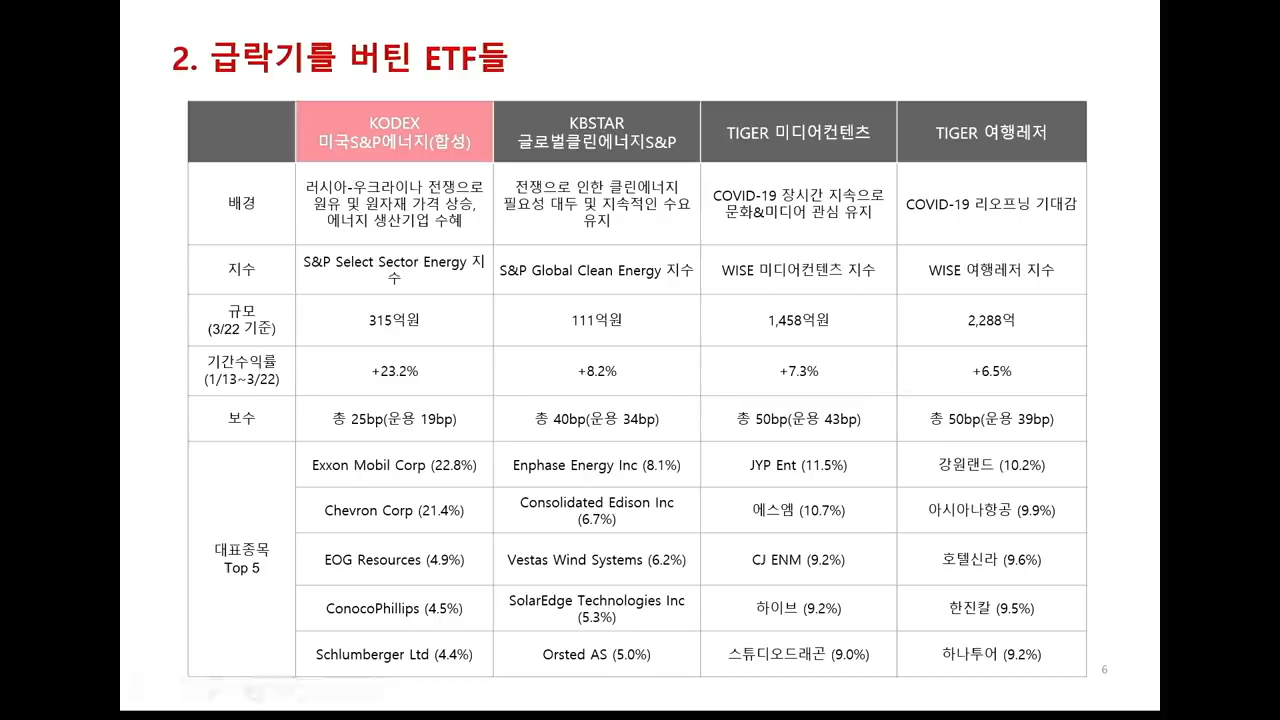 2. 급락기를 버틴 ETF들
KODEX
미국S&P에너지(합성)
KBSTAR
글로벌클린에너지S&P
TIGER 미디어컨텐츠
TIGER 여행레저
배경
러시아-우크라이나 전쟁으로
원유 및 원자재 가격 상승,
에너지 생산기업 수혜
전쟁으로 인한 클린에너지
필요성 대두 및 지속적인 수요
유지
COVID-19 장시간 지속으로
문화&미디어 관심 유지
COVID-19 리오프닝 기대감
지수
S&P Select Sector Energy 지
수
S&P Global Clean Energy 지수
WISE 미디어컨텐츠 지수
WISE 여행레저 지수
규모
(3/22 기준)
315억원
111억원
1,458억원
2,288억
기간수익률
(1/13~3/22)
+23.2%
+8.2%
+7.3%
+6.5%
보수
총 25bp(운용 19bp)
총 40bp(운용 34bp)
총 50bp(운용 43bp)
총 50bp(운용 39bp)
대표종목
Top 5
Exxon Mobil Corp (22.8%)
Enphase Energy Inc (8.1%)
JYP Ent (11.5%)
강원랜드 (10.2%)
Chevron Corp (21.4%)
Consolidated Edison Inc
(6.7%)
에스엠 (10.7%)
아시아나항공 (9.9%)
EOG Resources (4.9%)
Vestas Wind Systems (6.2%)
CJ ENM (9.2%)
호텔신라 (9.6%)
ConocoPhillips (4.5%)
SolarEdge Technologies Inc
(5.3%)
하이브 (9.2%)
한진칼 (9.5%)
Schlumberger Ltd (4.4%)
Orsted AS (5.0%)
스튜디오드래곤 (9.0%)
하나투어 (9.2%)
6